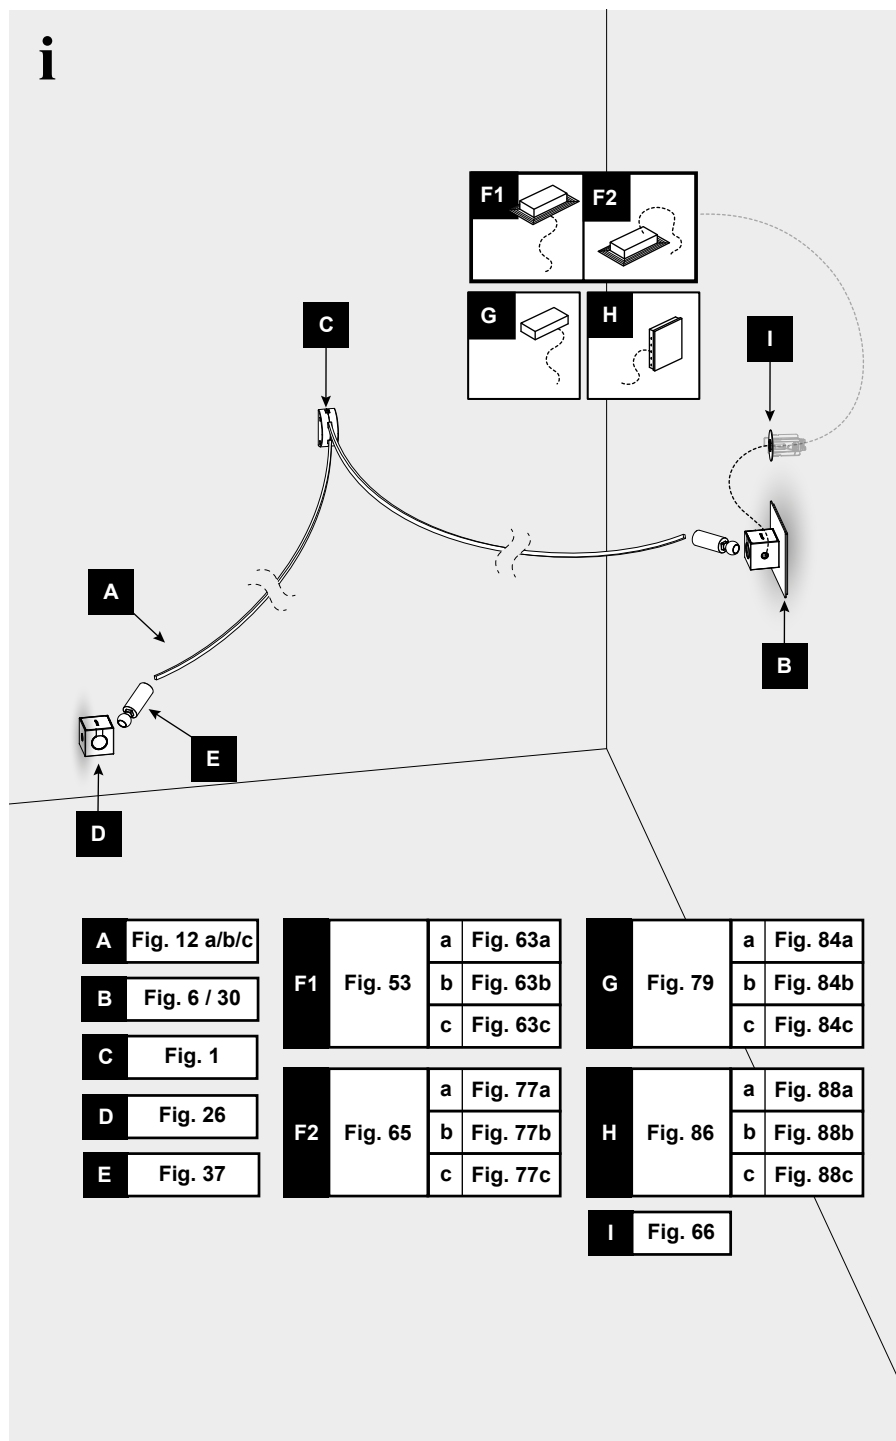 i
F1 F2
G H
C
I
A
B
E
D
A Fig. 12 a/b/c
B Fig. 6 / 30
C Fig. 1
D Fig. 26
E Fig. 37
F1 Fig. 53
a Fig. 63a
b Fig. 63b
c Fig. 63c
F2 Fig. 65
a Fig. 77a
b Fig. 77b
c Fig. 77c
G Fig. 79
a Fig. 84a
b Fig. 84b
c Fig. 84c
H Fig. 86
a Fig. 88a
b Fig. 88b
c Fig. 88c
I Fig. 66